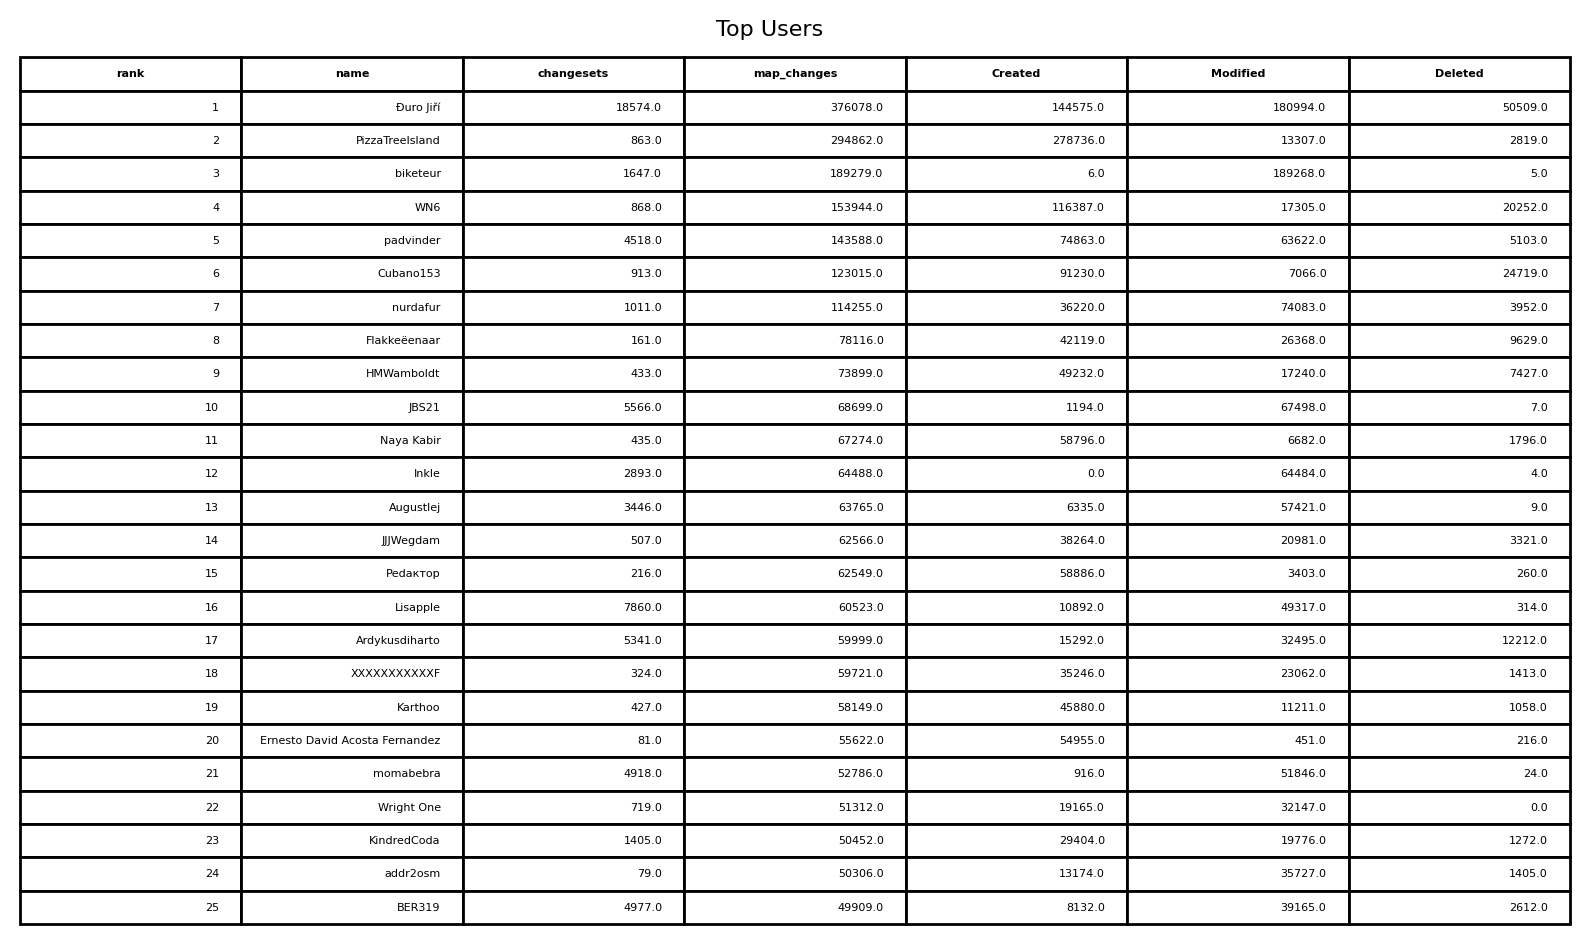 Top Users
rank name changesets map_changes Created Modified Deleted
1 Đuro Jiří 18574.0 376078.0 144575.0 180994.0 50509.0
2 PizzaTreeIsland 863.0 294862.0 278736.0 13307.0 2819.0
3 biketeur 1647.0 189279.0 6.0 189268.0 5.0
4 WN6 868.0 153944.0 116387.0 17305.0 20252.0
5 padvinder 4518.0 143588.0 74863.0 63622.0 5103.0
6 Cubano153 913.0 123015.0 91230.0 7066.0 24719.0
7 nurdafur 1011.0 114255.0 36220.0 74083.0 3952.0
8 Flakkeëenaar 161.0 78116.0 42119.0 26368.0 9629.0
9 HMWamboldt 433.0 73899.0 49232.0 17240.0 7427.0
10 JBS21 5566.0 68699.0 1194.0 67498.0 7.0
11 Naya Kabir 435.0 67274.0 58796.0 6682.0 1796.0
12 Inkle 2893.0 64488.0 0.0 64484.0 4.0
13 Augustlej 3446.0 63765.0 6335.0 57421.0 9.0
14 JJJWegdam 507.0 62566.0 38264.0 20981.0 3321.0
15 Pedaктop 216.0 62549.0 58886.0 3403.0 260.0
16 Lisapple 7860.0 60523.0 10892.0 49317.0 314.0
17 Ardykusdiharto 5341.0 59999.0 15292.0 32495.0 12212.0
18 XXXXXXXXXXXF 324.0 59721.0 35246.0 23062.0 1413.0
19 Karthoo 427.0 58149.0 45880.0 11211.0 1058.0
20 Ernesto David Acosta Fernandez 81.0 55622.0 54955.0 451.0 216.0
21 momabebra 4918.0 52786.0 916.0 51846.0 24.0
22 Wright One 719.0 51312.0 19165.0 32147.0 0.0
23 KindredCoda 1405.0 50452.0 29404.0 19776.0 1272.0
24 addr2osm 79.0 50306.0 13174.0 35727.0 1405.0
25 BER319 4977.0 49909.0 8132.0 39165.0 2612.0